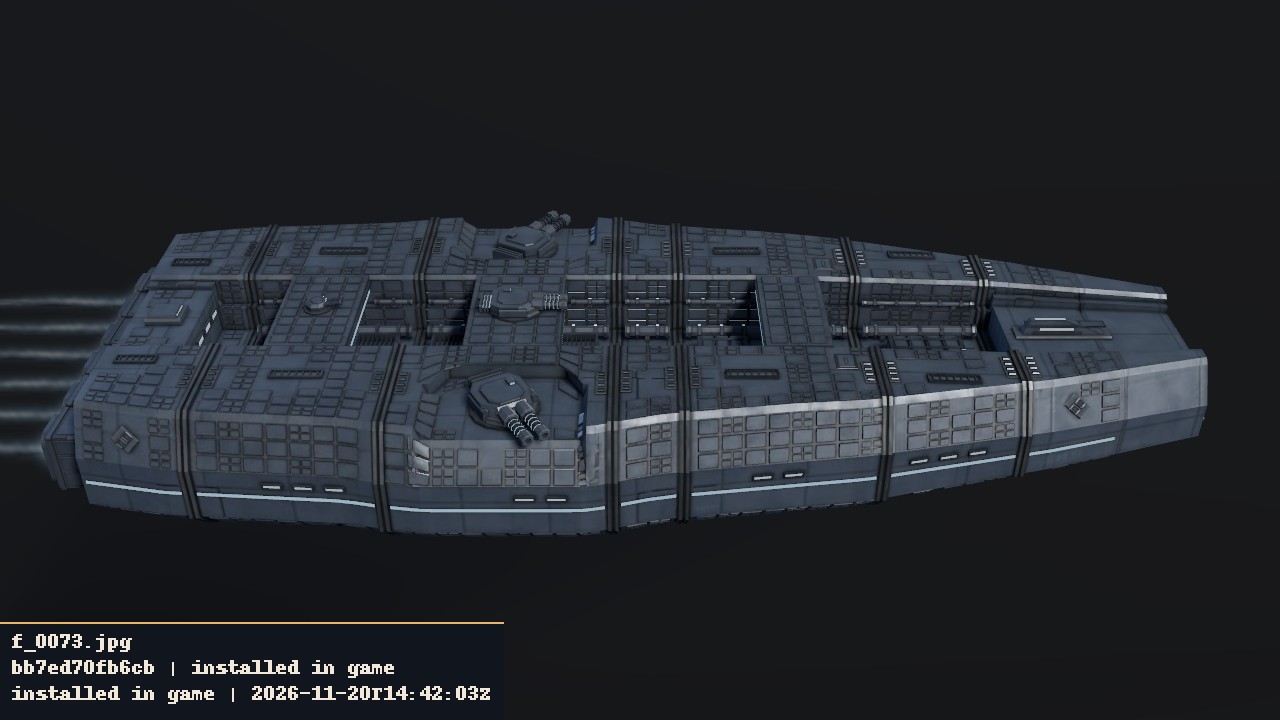 f_0073.jpg
bb7ed70fb6cb | installed in game
installed in game | 2026-11-20T14:42:03Z